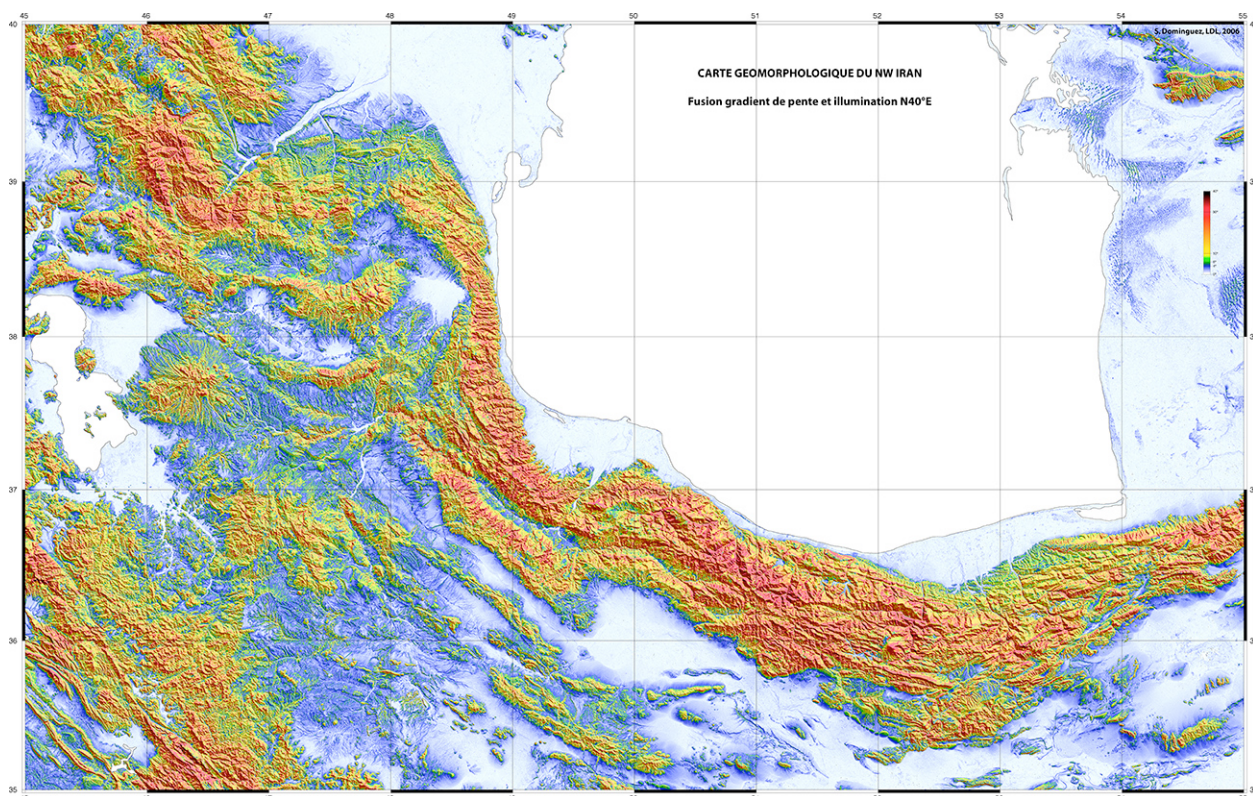 45 46 47 48 49 50 51 52 53 54 55
40
S. Dominguez, LDL, 2006
CARTE GEOMORPHOLOGIQUE DU NW IRAN
Fusion gradient de pente et illumination N40°E
39
38
37
36
35